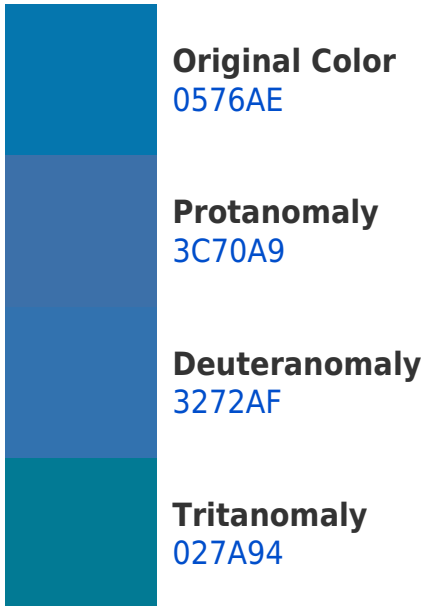 Original Color
0576AE
Protanomaly
3C70A9
Deuteranomaly
3272AF
Tritanomaly
027A94